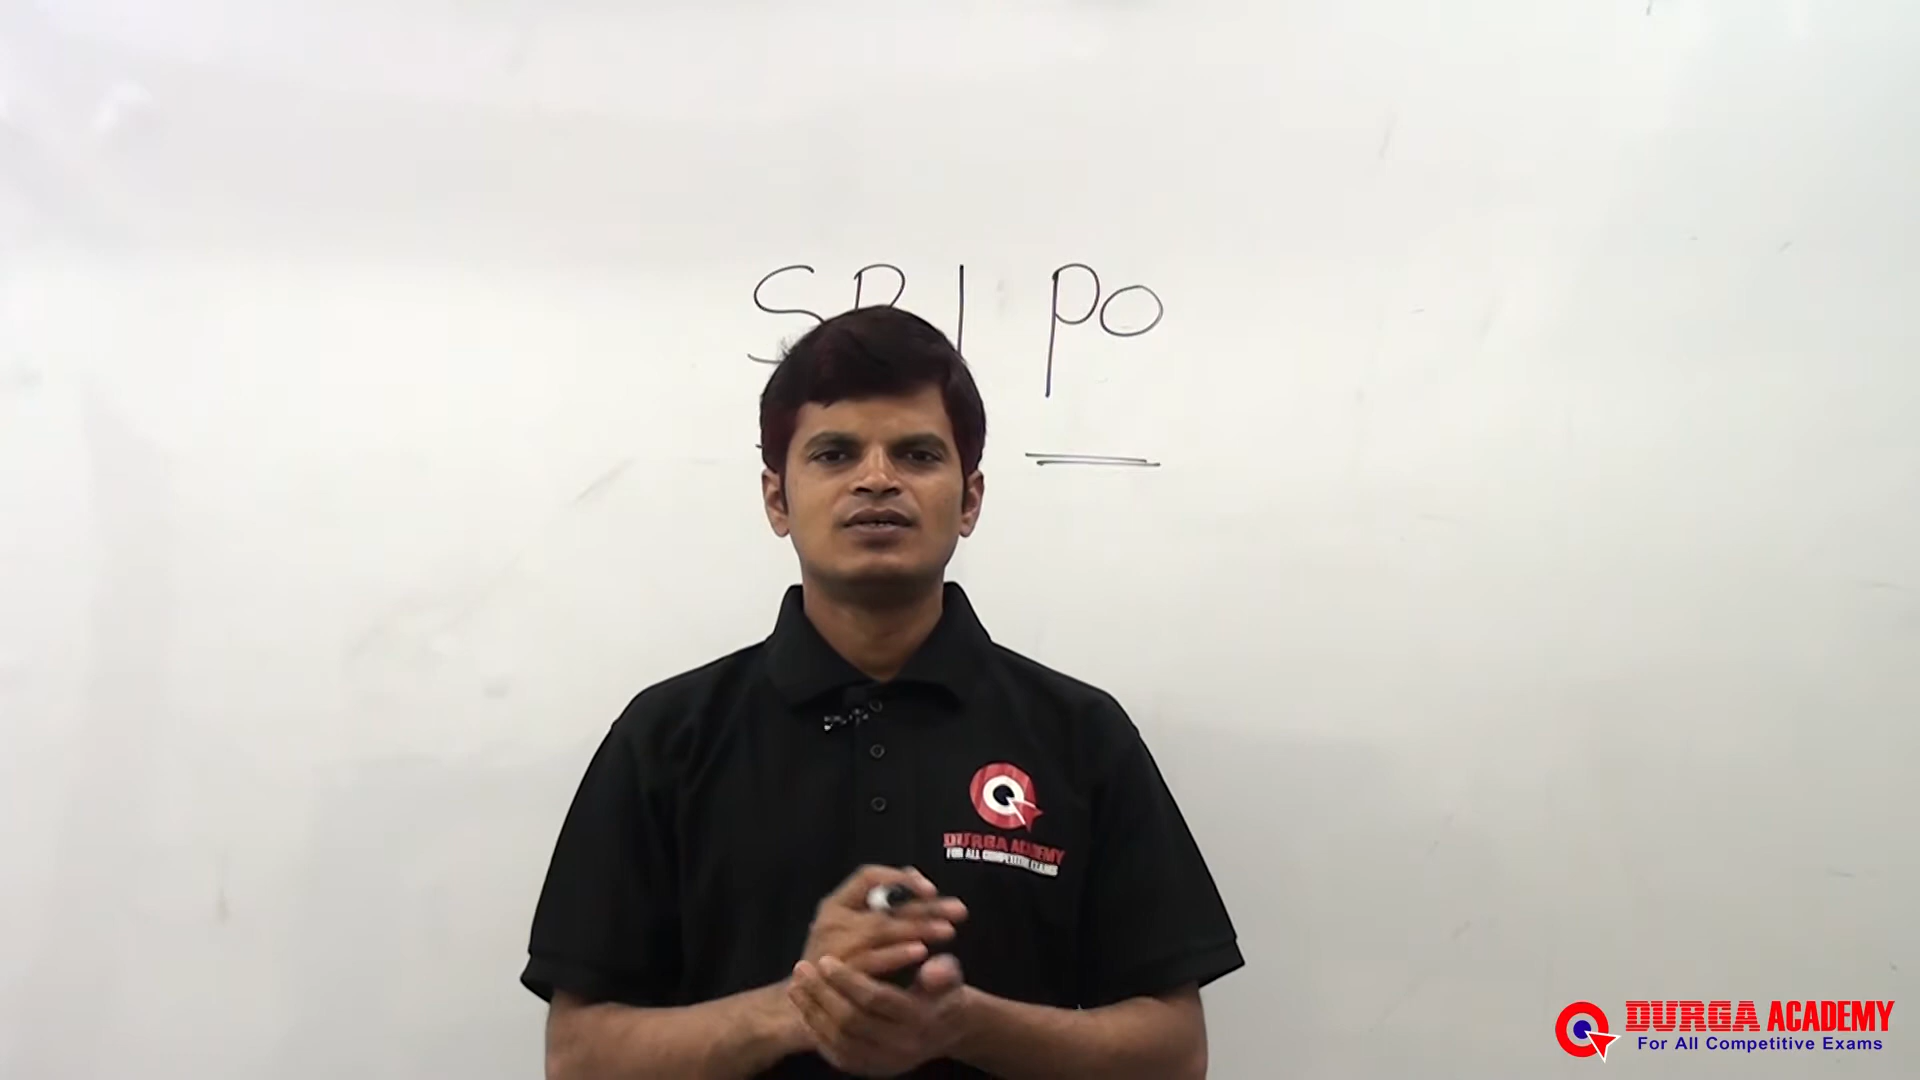 SBI PO
DURGA ACADEMY
FOR ALL COMPETITIVE EXAMS
DURGA ACADEMY
For All Competitive Exams